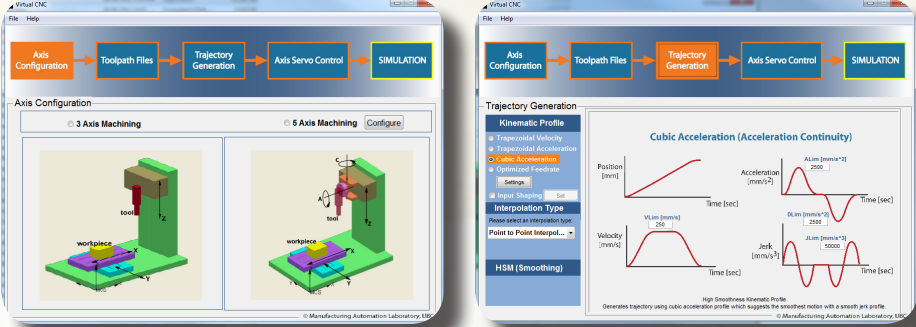 Virtual CNC
File Help
Axis
Configuration
Toolpath Files
Trajectory
Generation
Axis Servo Control
SIMULATION
Axis Configuration
3 Axis Machining
5 Axis Machining
Configure
tool
Z
workpiece
X
Y
MCS
C
A
tool
Z
workpiece
X
Y
MCS
© Manufacturing Automation Laboratory, UBC
Virtual CNC
File Help
Axis
Configuration
Toolpath Files
Trajectory
Generation
Axis Servo Control
SIMULATION
Trajectory Generation
Kinematic Profile
Trapezoidal Velocity
Trapezoidal Acceleration
Cubic Acceleration
Optimized Feedrate
Settings
Input Shaping Set
Interpolation Type
Please select an interpolation type:
Point to Point Interpol...
HSM (Smoothing)
Cubic Acceleration (Acceleration Continuity)
Position
[mm]
Time [sec]
ALim [mm/s^2]
2500
Acceleration
[mm/s²]
Time [sec]
DLim [mm/s^2]
2500
VLim [mm/s]
250
Velocity
[mm/s]
Time [sec]
JLim [mm/s^3]
50000
Jerk
[mm/s³]
Time [sec]
High Smoothness Kinematic Profile
Generates trajectory using cubic acceleration profile which suggests the smoothest motion with a smooth jerk profile.
© Manufacturing Automation Laboratory, UBC